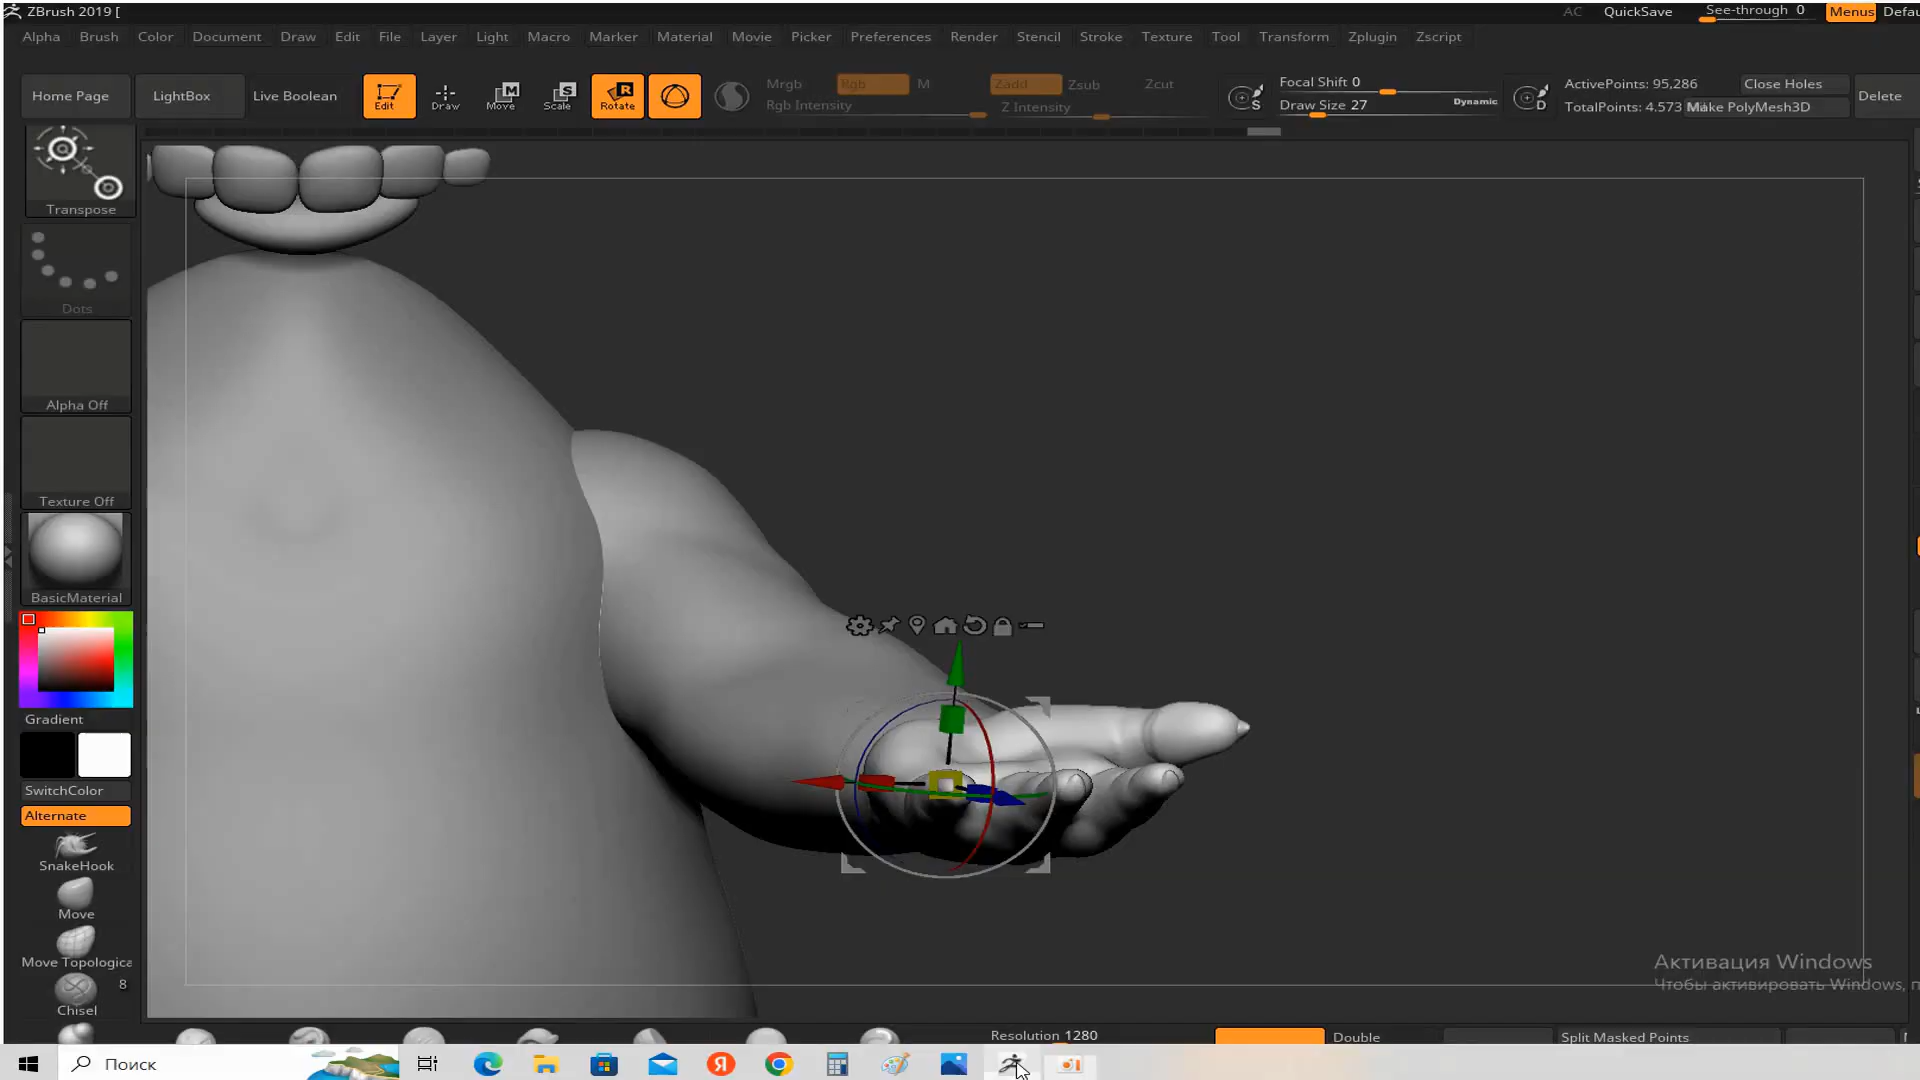 ZBrush 2019 [
AC QuickSave See-through 0 Menus Defau
Alpha Brush Color Document Draw Edit File Layer Light Macro Marker Material Movie Picker Preferences Render Stencil Stroke Texture Tool Transform Zplugin Zscript
Home Page LightBox Live Boolean Edit Draw Move Scale Rotate
M S R
Mrgb Rgb M Zadd Zsub Zcut
Rgb Intensity Z Intensity
S Focal Shift 0
Draw Size 27 Dynamic
D ActivePoints: 95,286 Close Holes
TotalPoints: 4.573 Make PolyMesh3D
Delete
Transpose
Dots
Alpha Off
Texture Off
BasicMaterial
Gradient
SwitchColor
Alternate
SnakeHook
Move
Move Topologica
8
Chisel
Активация Windows
Чтобы активировать Windows, п
Resolution 1280 Double Split Masked Points
Поиск
Я